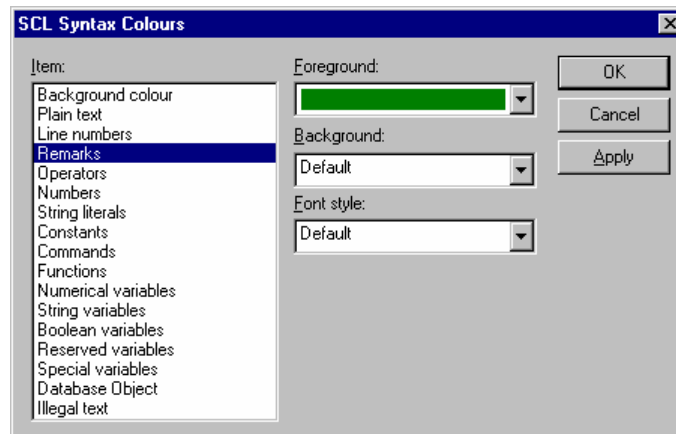 SCL Syntax Colours
Item:
Background colour
Plain text
Line numbers
Remarks
Operators
Numbers
String literals
Constants
Commands
Functions
Numerical variables
String variables
Boolean variables
Reserved variables
Special variables
Database Object
Illegal text
Foreground:
Background:
Default
Font style:
Default
OK
Cancel
Apply